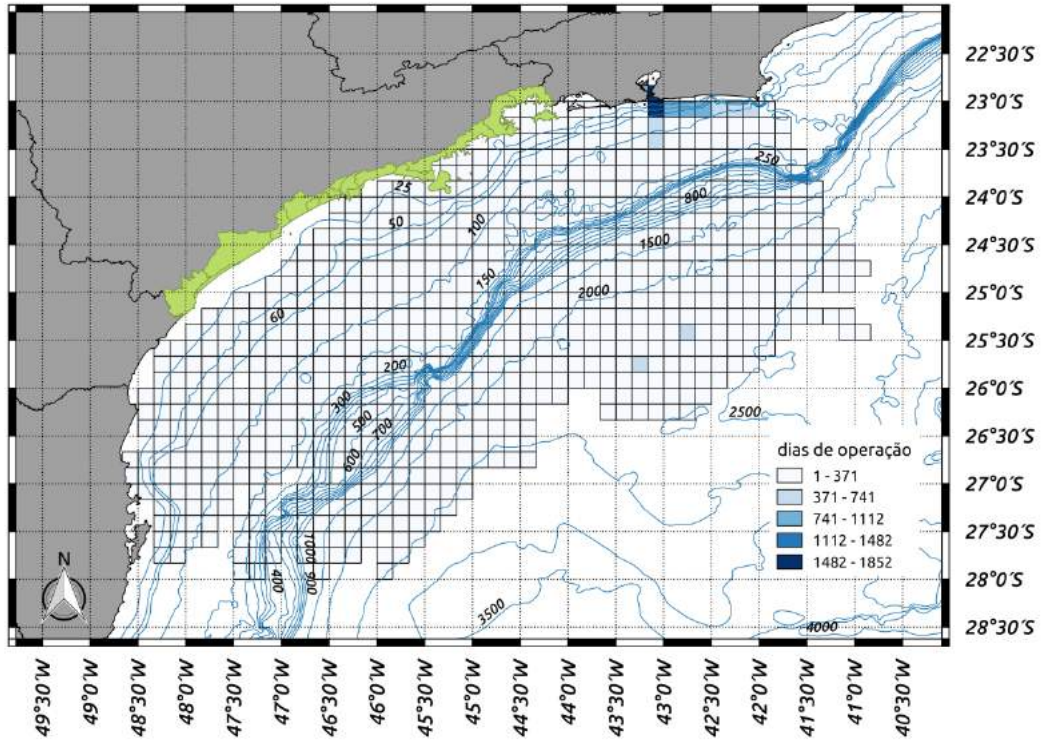 22°30'S
23°0'S
23°30'S
24°0'S
24°30'S
25°0'S
25°30'S
26°0'S
26°30'S
27°0'S
27°30'S
28°0'S
28°30'S
25
50
100
250
800
1500
150
2000
60
200
300
500
700
600
2500
1000
900
400
3500
4000
dias de operação
1 - 371
371 - 741
741 - 1112
1112 - 1482
1482 - 1852
N
49°30'W
49°0'W
48°30'W
48°0'W
47°30'W
47°0'W
46°30'W
46°0'W
45°30'W
45°0'W
44°30'W
44°0'W
43°30'W
43°0'W
42°30'W
42°0'W
41°30'W
41°0'W
40°30'W